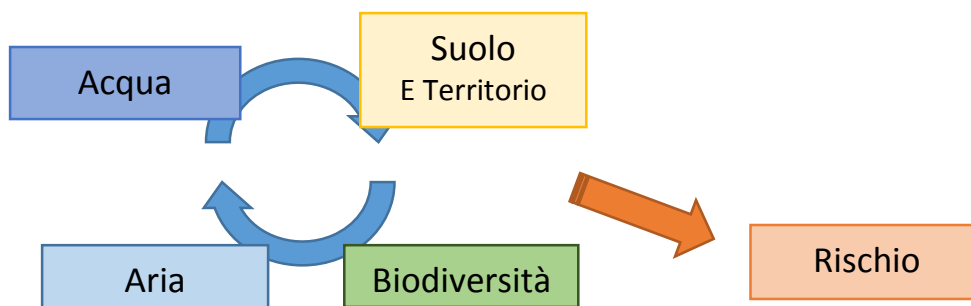 Acqua
Suolo
E Territorio
Aria
Biodiversità
Rischio